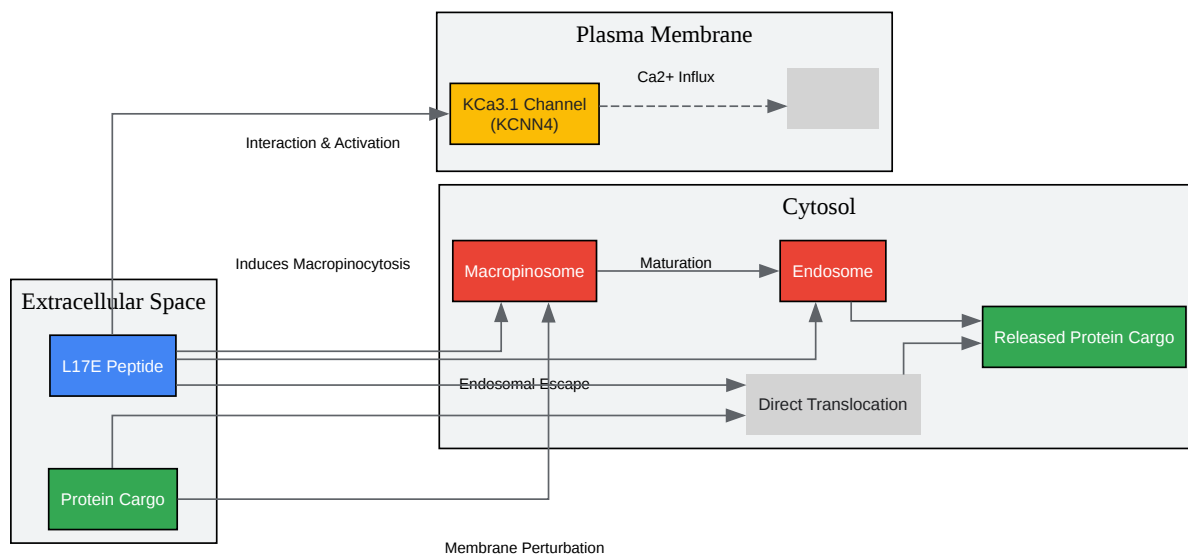 Plasma Membrane
Ca2+ Influx
KCa3.1 Channel
(KCNN4)
Interaction & Activation
Cytosol
Induces Macropinocytosis
Macropinosome
Maturation
Endosome
Extracellular Space
Released Protein Cargo
L17E Peptide
Endosomal Escape
Direct Translocation
Protein Cargo
Membrane Perturbation